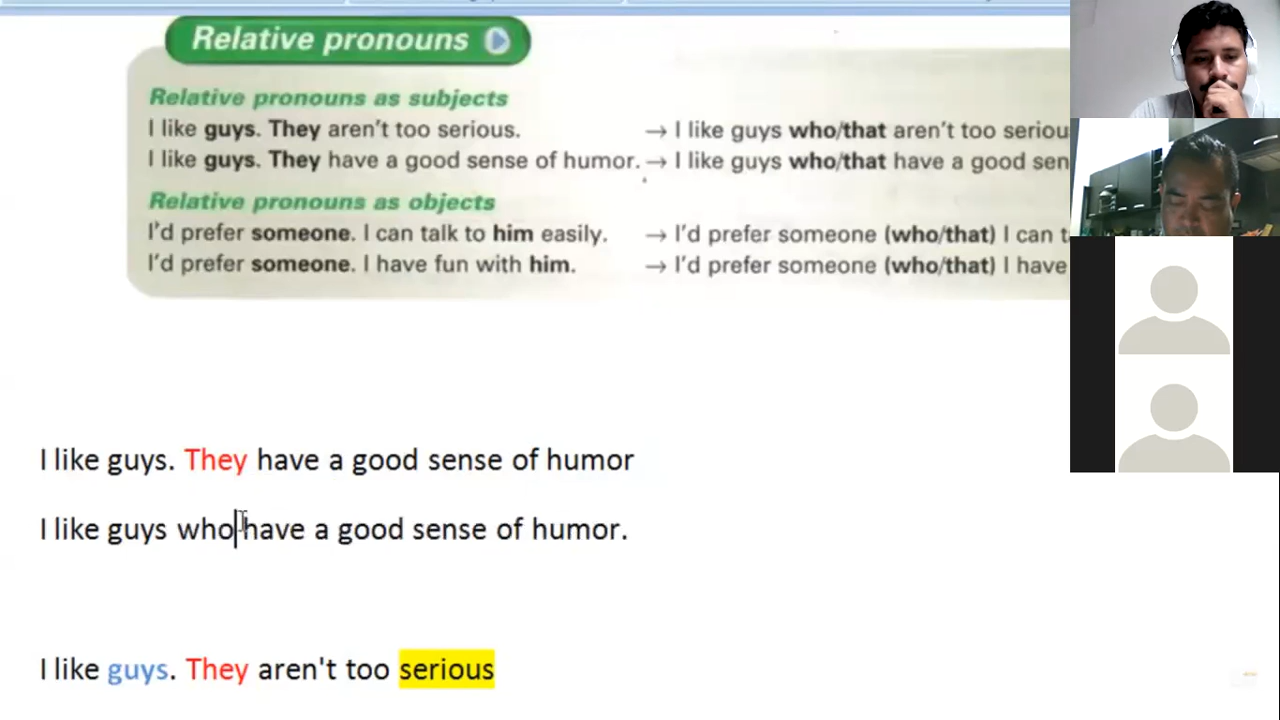 Relative pronouns
Relative pronouns as subjects
I like guys. They aren't too serious. → I like guys who/that aren't too seriou
I like guys. They have a good sense of humor. → I like guys who/that have a good sen
Relative pronouns as objects
I'd prefer someone. I can talk to him easily. → I'd prefer someone (who/that) I can t
I'd prefer someone. I have fun with him. → I'd prefer someone (who/that) I have
I like guys. They have a good sense of humor
I like guys who have a good sense of humor.
I like guys. They aren't too serious